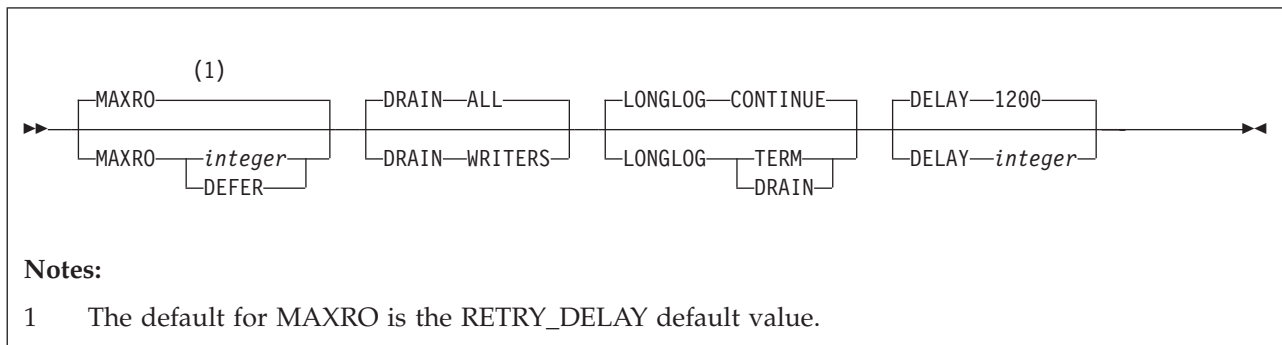 (1)
MAXRO DRAIN ALL LONGLOG CONTINUE DELAY 1200
MAXRO integer DRAIN WRITERS LONGLOG TERM DELAY integer
DEFER DRAIN
Notes:
1 The default for MAXRO is the RETRY_DELAY default value.